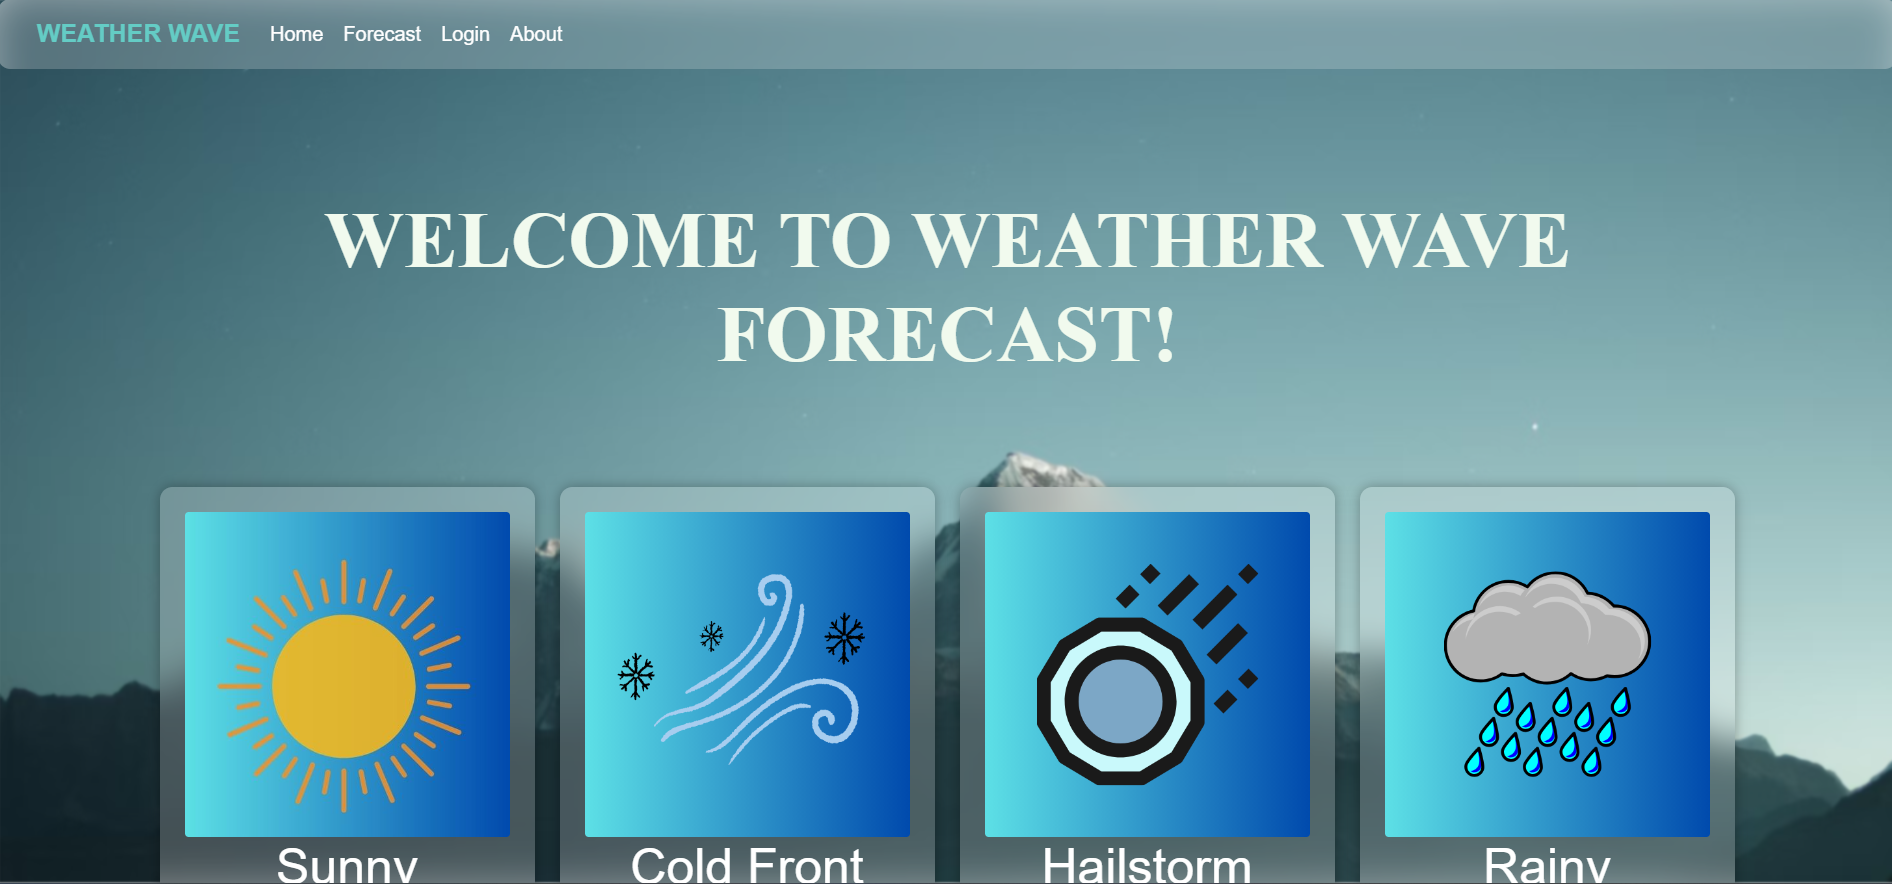 WEATHER WAVE Home Forecast Login About
WELCOME TO WEATHER WAVE
FORECAST!
Sunny Cold Front Hailstorm Rainy